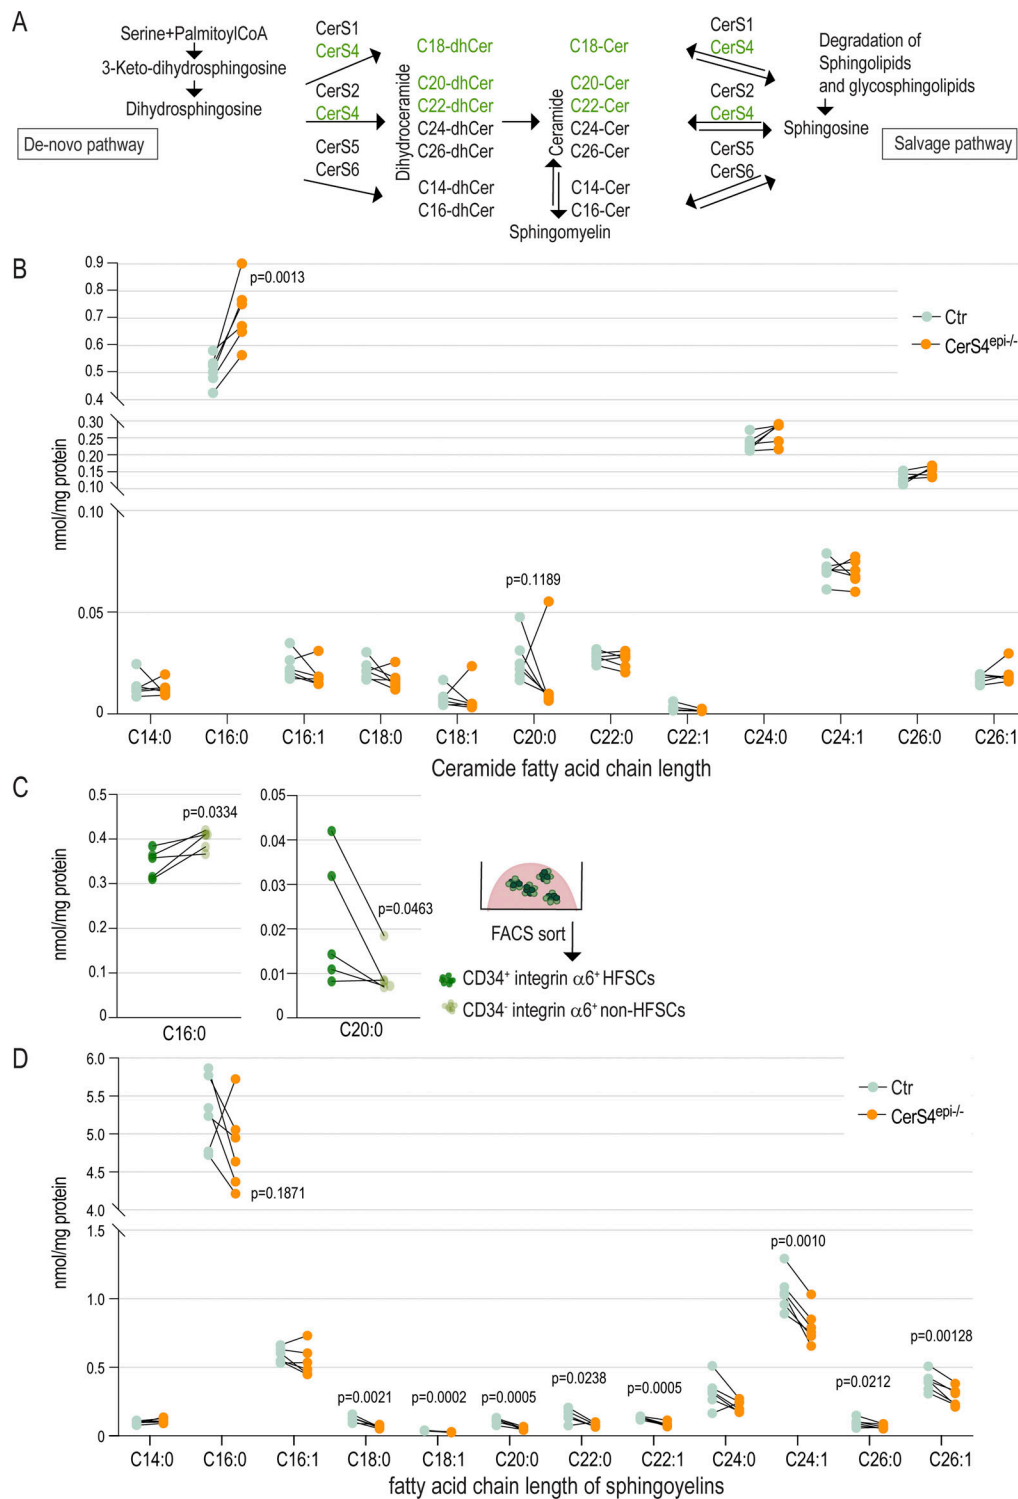 A
Serine+PalmitoylCoA
3-Keto-dihydrosphingosine
Dihydrosphingosine
De-novo pathway
CerS1
CerS4
CerS2
CerS4
CerS5
CerS6
Dihydroceramide
C18-dhCer
C20-dhCer
C22-dhCer
C24-dhCer
C26-dhCer
C14-dhCer
C16-dhCer
Ceramide
C18-Cer
C20-Cer
C22-Cer
C24-Cer
C26-Cer
C14-Cer
C16-Cer
Sphingomyelin
CerS1
CerS4
CerS2
CerS4
CerS5
CerS6
Degradation of
Sphingolipids
and glycosphingolipids
Sphingosine
Salvage pathway
B
nmol/mg protein
0.9
0.8
0.7
0.6
0.5
0.4
0.30
0.25
0.20
0.15
0.10
0.10
0.05
0
p=0.0013
p=0.1189
Ctr
CerS4epi-/-
C14:0 C16:0 C16:1 C18:0 C18:1 C20:0 C22:0 C22:1 C24:0 C24:1 C26:0 C26:1
Ceramide fatty acid chain length
C
nmol/mg protein
0.5
0.4
0.3
0.2
0.1
0
p=0.0334
C16:0
0.05
0.04
0.03
0.02
0.01
0
p=0.0463
C20:0
FACS sort
CD34+ integrin α6+ HFSCs
CD34- integrin α6+ non-HFSCs
D
nmol/mg protein
6.0
5.5
5.0
4.5
4.0
1.5
1.0
0.5
0
Ctr
CerS4epi-/-
p=0.1871
p=0.0021
p=0.0002
p=0.0005
p=0.0238
p=0.0005
p=0.0010
p=0.0212
p=0.00128
C14:0 C16:0 C16:1 C18:0 C18:1 C20:0 C22:0 C22:1 C24:0 C24:1 C26:0 C26:1
fatty acid chain length of sphingoyelins